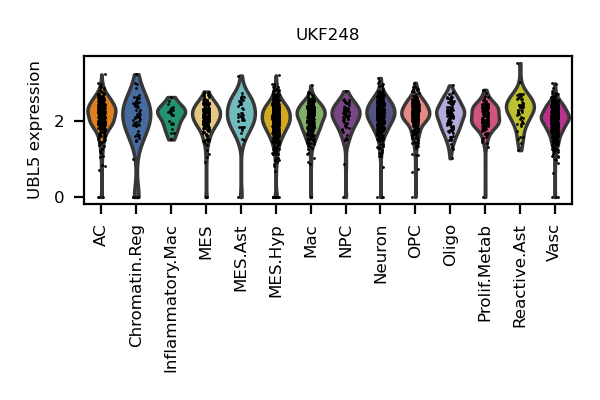 UKF248
UBL5 expression
2
0
AC
Chromatin.Reg
Inflammatory.Mac
MES
MES.Ast
MES.Hyp
Mac
NPC
Neuron
OPC
Oligo
Prolif.Metab
Reactive.Ast
Vasc